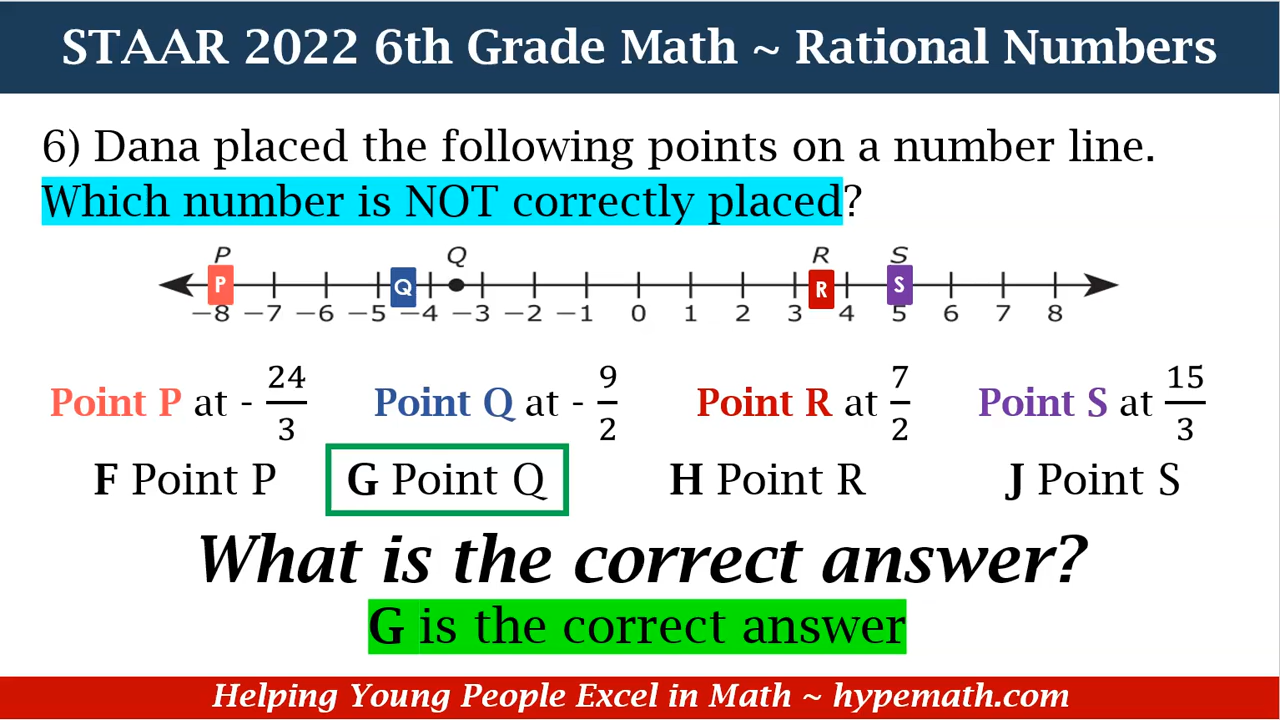 STAAR 2022 6th Grade Math ~ Rational Numbers
6) Dana placed the following points on a number line.
Which number is NOT correctly placed?
P Q R S
P Q R S
−8 −7 −6 −5 −4 −3 −2 −1 0 1 2 3 4 5 6 7 8
Point P at - 24/3 Point Q at - 9/2 Point R at 7/2 Point S at 15/3
F Point P G Point Q H Point R J Point S
What is the correct answer?
G is the correct answer
Helping Young People Excel in Math ~ hypemath.com